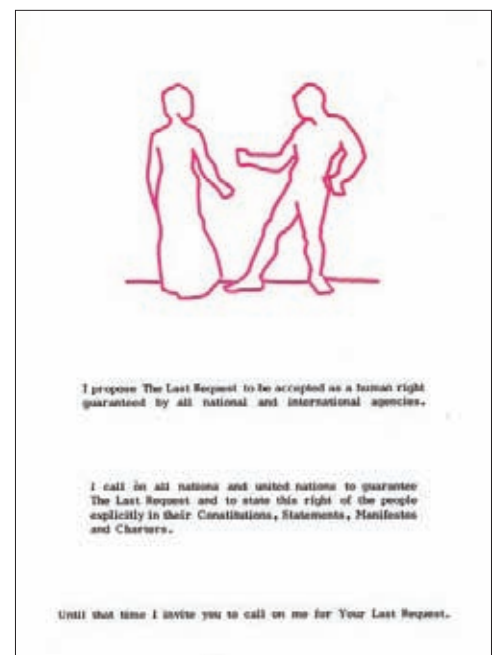 I propose The Last Request to be accepted as a human right
guaranteed by all national and international agencies.
I call on all nations and united nations to guarantee
The Last Request and to state this right of the people
explicitly in their Constitutions, Statements, Manifestos
and Charters.
Until that time I invite you to call on me for Your Last Request.